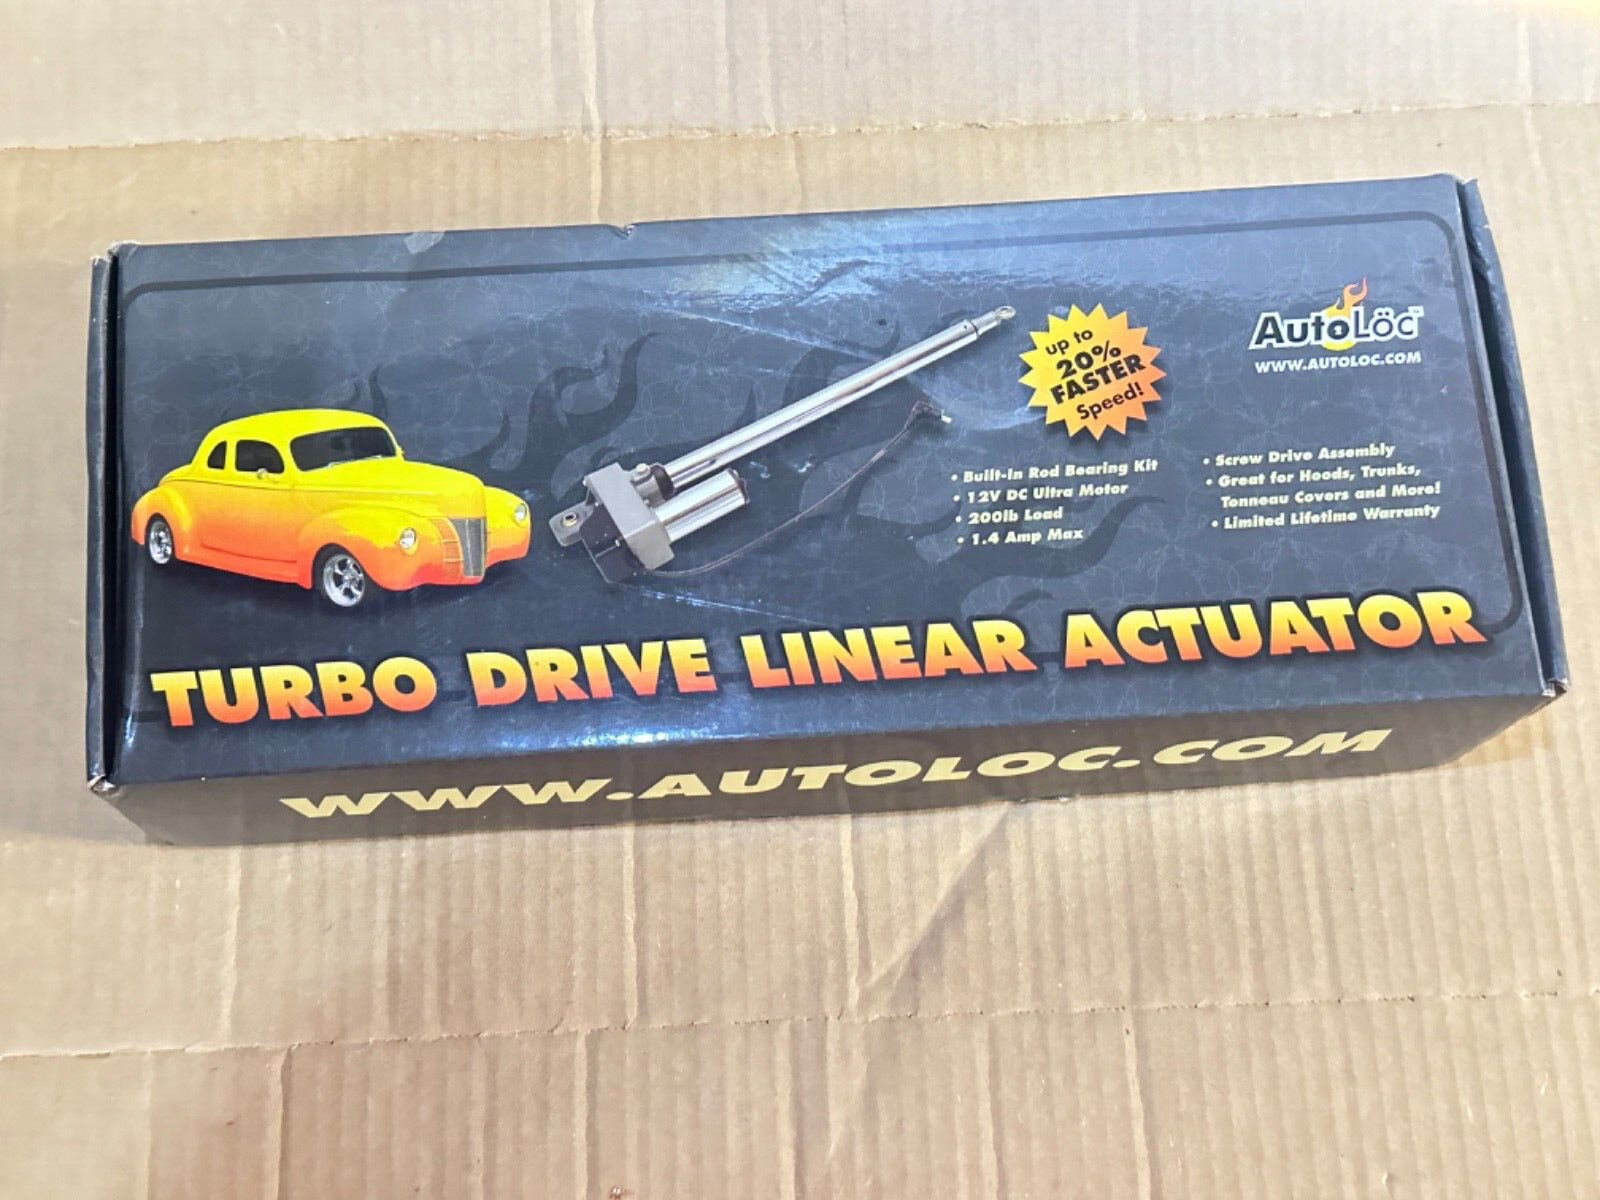 up to
20%
FASTER
Speed!
AutoLöc™
WWW.AUTOLOC.COM
• Built-In Rod Bearing Kit
• 12V DC Ultra Motor
• 200lb Load
• 1.4 Amp Max
• Screw Drive Assembly
• Great for Hoods, Trunks,
Tonneau Covers and More!
• Limited Lifetime Warranty
TURBO DRIVE LINEAR ACTUATOR
WWW.AUTOLOC.COM